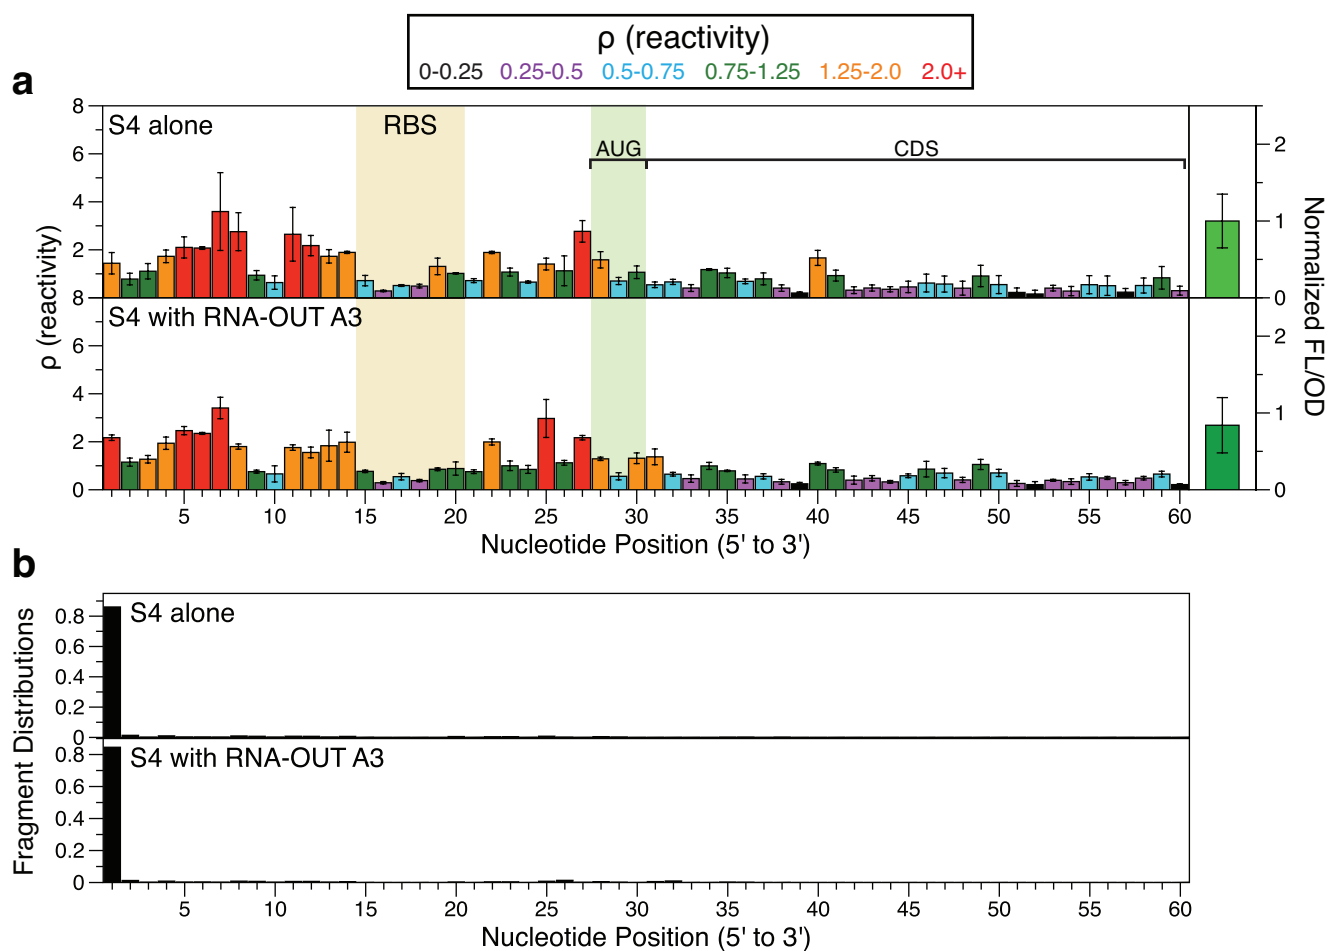 ρ (reactivity)
0-0.25 0.25-0.5 0.5-0.75 0.75-1.25 1.25-2.0 2.0+
a
8
6
4
2
8
6
4
2
0
ρ (reactivity)
S4 alone
RBS
AUG
CDS
S4 with RNA-OUT A3
2
1
0
2
1
0
Normalized FL/OD
5 10 15 20 25 30 35 40 45 50 55 60
Nucleotide Position (5' to 3')
b
0.8
0.6
0.4
0.2
0
0.8
0.6
0.4
0.2
0
Fragment Distributions
S4 alone
S4 with RNA-OUT A3
5 10 15 20 25 30 35 40 45 50 55 60
Nucleotide Position (5' to 3')